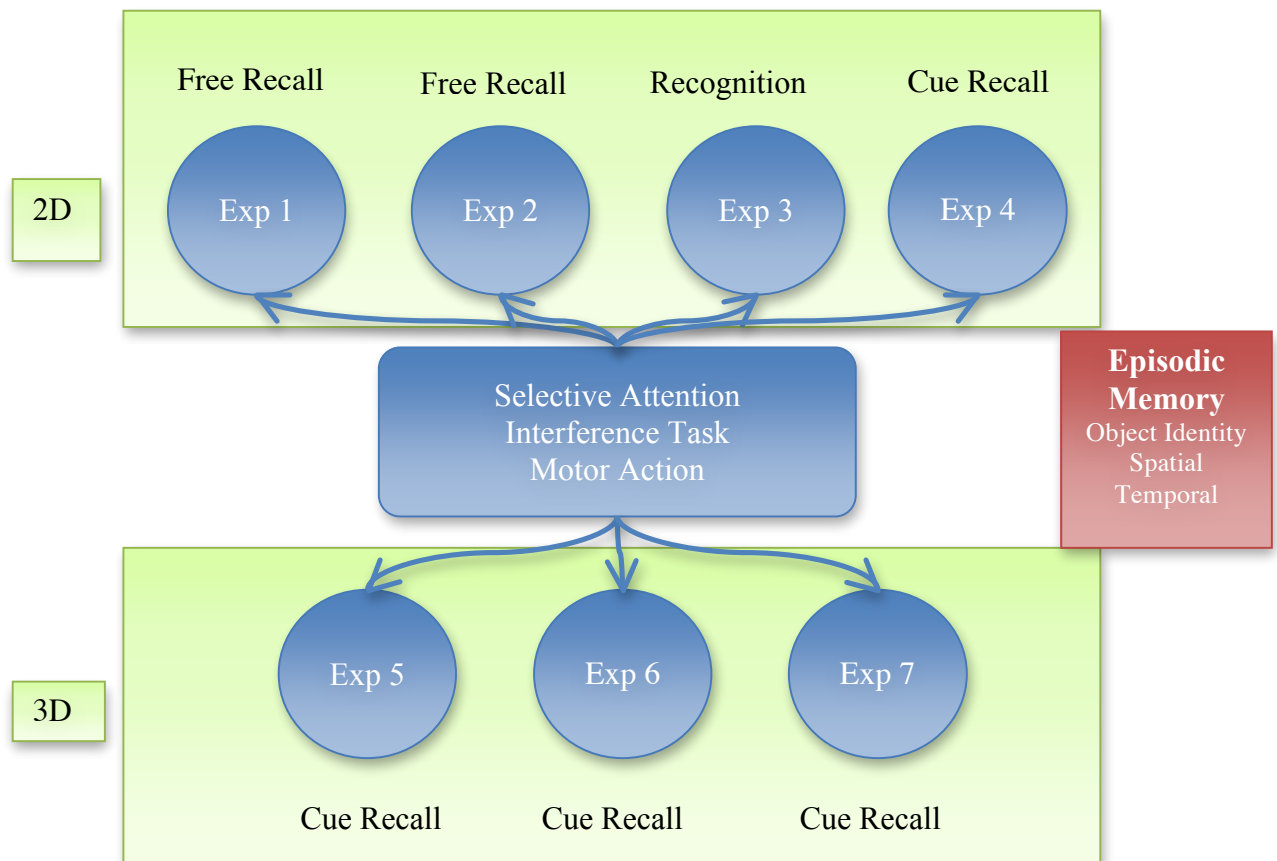 Free Recall
Free Recall
Recognition
Cue Recall
2D
Exp 1
Exp 2
Exp 3
Exp 4
Selective Attention
Interference Task
Motor Action
Episodic
Memory
Object Identity
Spatial
Temporal
3D
Exp 5
Exp 6
Exp 7
Cue Recall
Cue Recall
Cue Recall